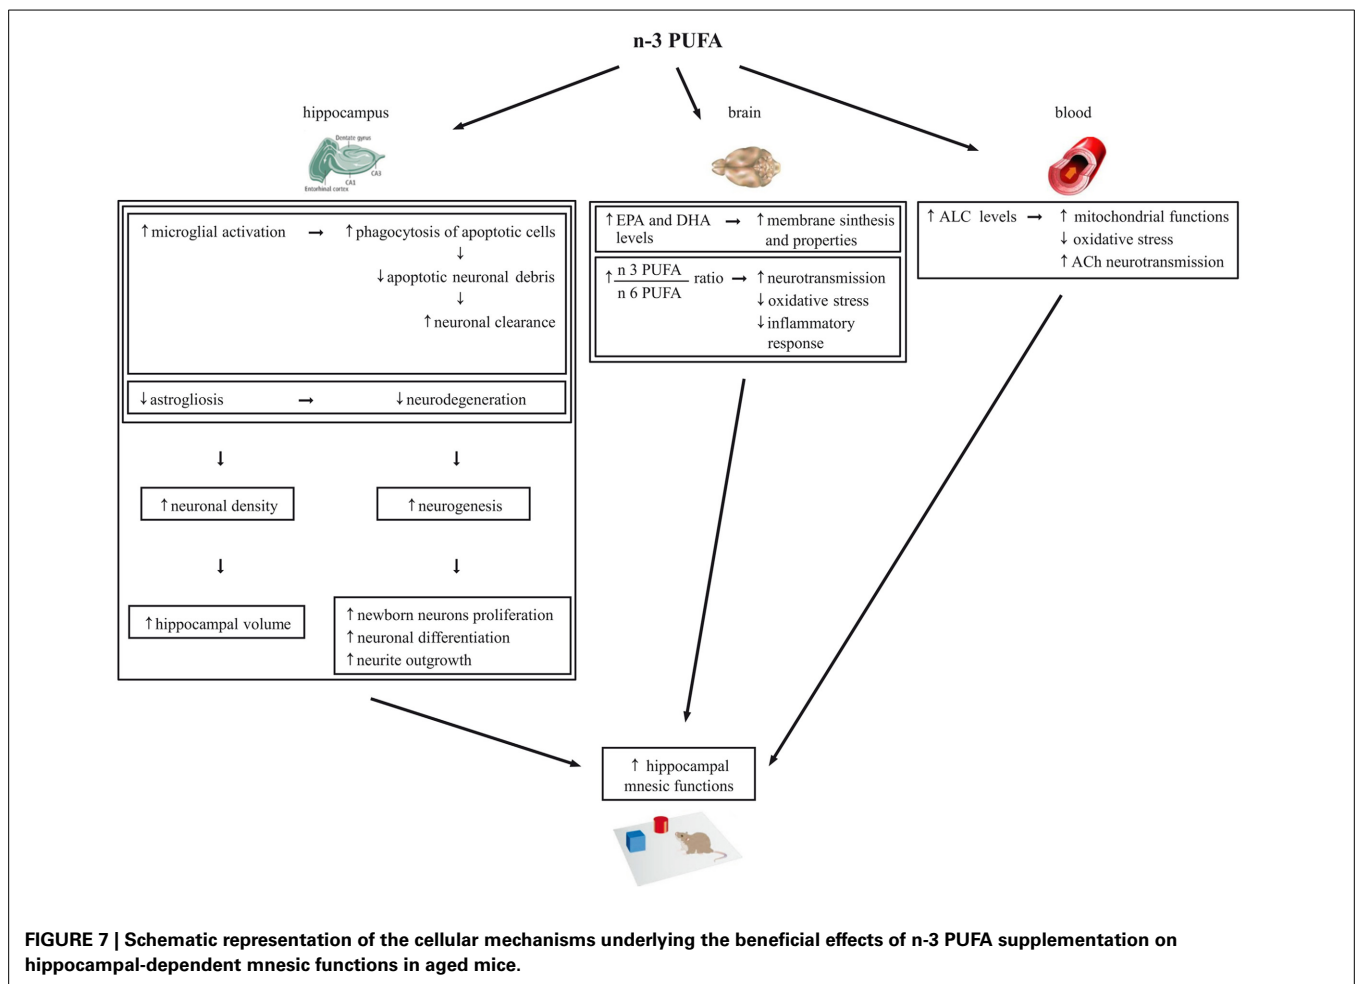 n-3 PUFA
hippocampus
Dentate gyrus
CA3
CA1
Entorhinal cortex
↑ microglial activation → ↑ phagocytosis of apoptotic cells
↓
↓ apoptotic neuronal debris
↓
↑ neuronal clearance
↓ astrogliosis → ↓ neurodegeneration
↓ ↓
↑ neuronal density ↑ neurogenesis
↓ ↓
↑ hippocampal volume
↑ newborn neurons proliferation
↑ neuronal differentiation
↑ neurite outgrowth
brain
↑ EPA and DHA → ↑ membrane sinthesis
levels and properties
↑ n 3 PUFA ratio → ↑ neurotransmission
n 6 PUFA ↓ oxidative stress
↓ inflammatory
response
blood
↑ ALC levels → ↑ mitochondrial functions
↓ oxidative stress
↑ ACh neurotransmission
↑ hippocampal
mnesic functions
FIGURE 7 | Schematic representation of the cellular mechanisms underlying the beneficial effects of n-3 PUFA supplementation on
hippocampal-dependent mnesic functions in aged mice.